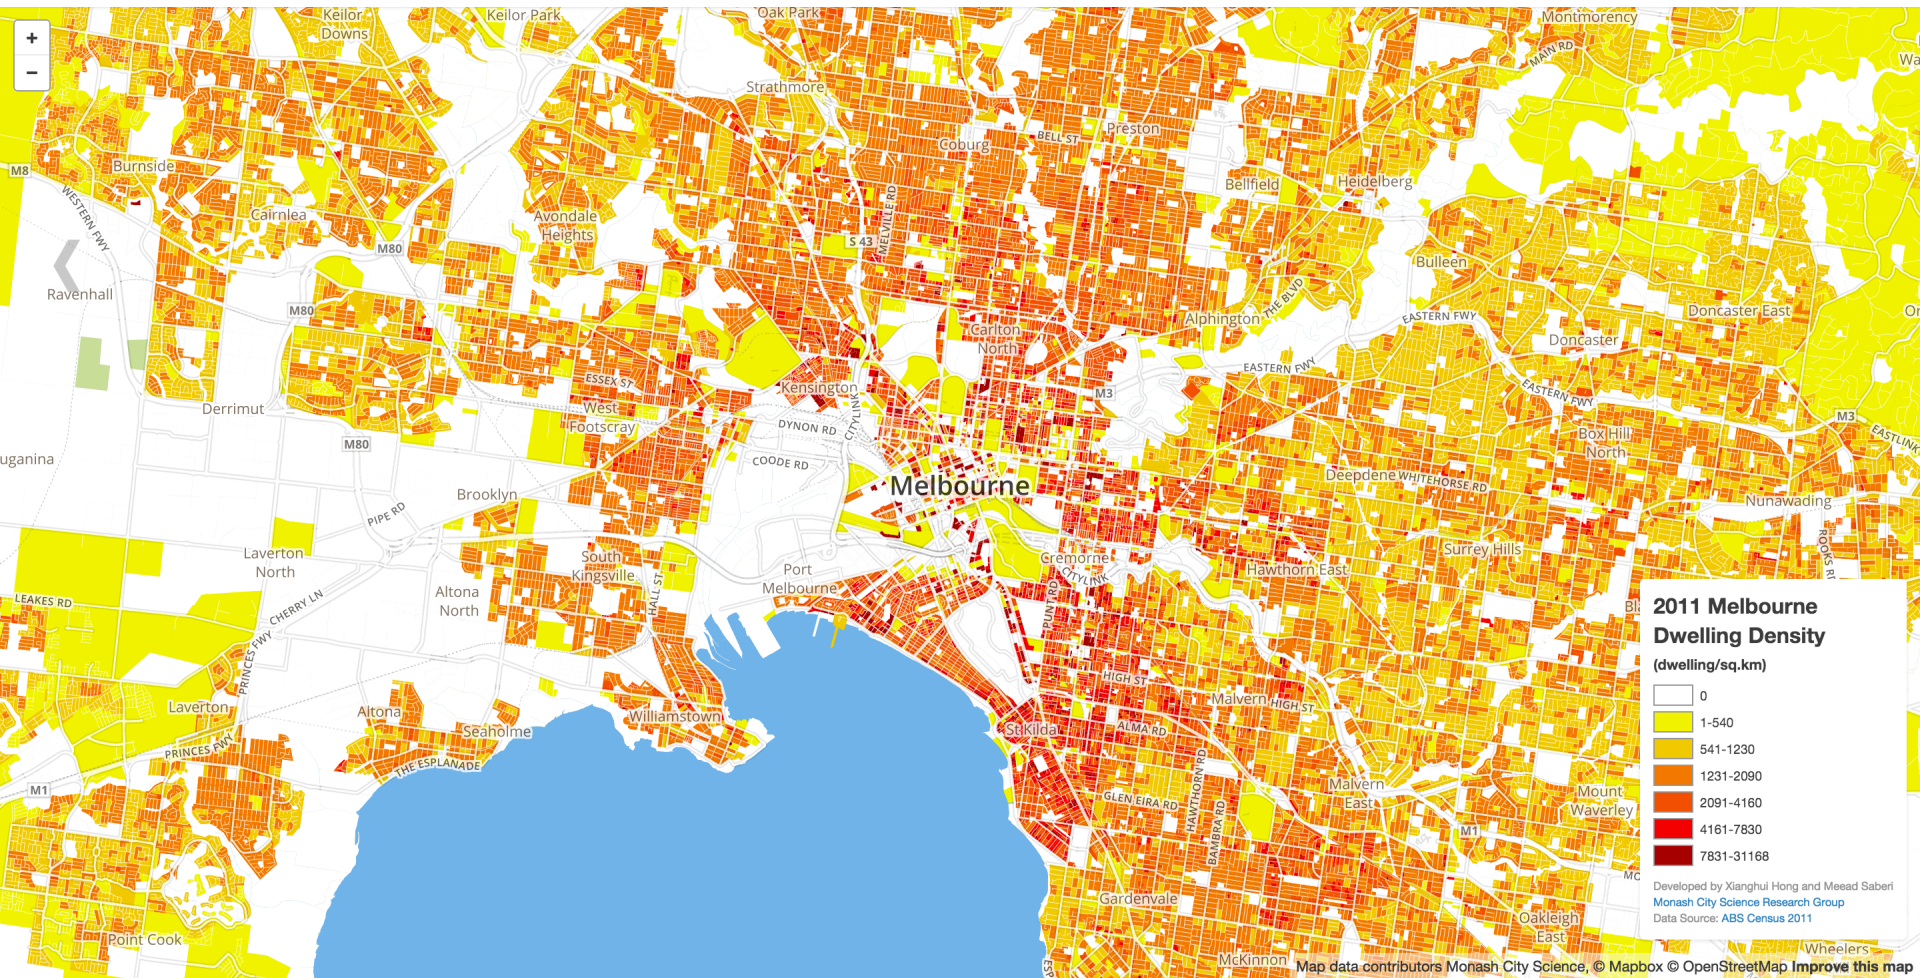 Keilor
Downs
Keilor Park
Oak Park
Montmorency
+
−
Strathmore
MAIN RD
Wa
BELL ST
Preston
Coburg
M8
Burnside
Bellfield
Heidelberg
WESTERN FWY
Cairnlea
Avondale
Heights
MELVILLE RD
M80
S 43
Bulleen
Ravenhall
THE BLVD
M80
Alphington
EASTERN FWY
Doncaster East
Or
Carlton
North
Doncaster
EASTERN FWY
ESSEX ST
Kensington
M3
EASTERN FWY
Derrimut
West
Footscray
CITYLINK
DYNON RD
M3
EASTLINK
M80
Box Hill
North
uganina
COODE RD
Deepdene
WHITEHORSE RD
Melbourne
Brooklyn
Nunawading
PIPE RD
Laverton
North
South
Kingsville
Port
Melbourne
Cremorne
CITYLINK
Hawthorn East
Surrey Hills
ROOKS RD
LEAKES RD
CHERRY LN
Altona
North
HALL ST
PUNT RD
Bla
PRINCES FWY
HIGH ST
Malvern
HIGH ST
Laverton
Altona
Seaholme
Williamstown
St Kilda
ALMA RD
PRINCES FWY
THE ESPLANADE
HAWTHORN RD
M1
GLEN EIRA RD
BAMBRA RD
Malvern
East
Mount
Waverley
M1
MO
Gardenvale
Oakleigh
East
Point Cook
McKinnon
ESP
Wheelers
2011 Melbourne
Dwelling Density
(dwelling/sq.km)
0
1-540
541-1230
1231-2090
2091-4160
4161-7830
7831-31168
Developed by Xianghui Hong and Meead Saberi
Monash City Science Research Group
Data Source: ABS Census 2011
Map data contributors Monash City Science, © Mapbox © OpenStreetMap Improve this map